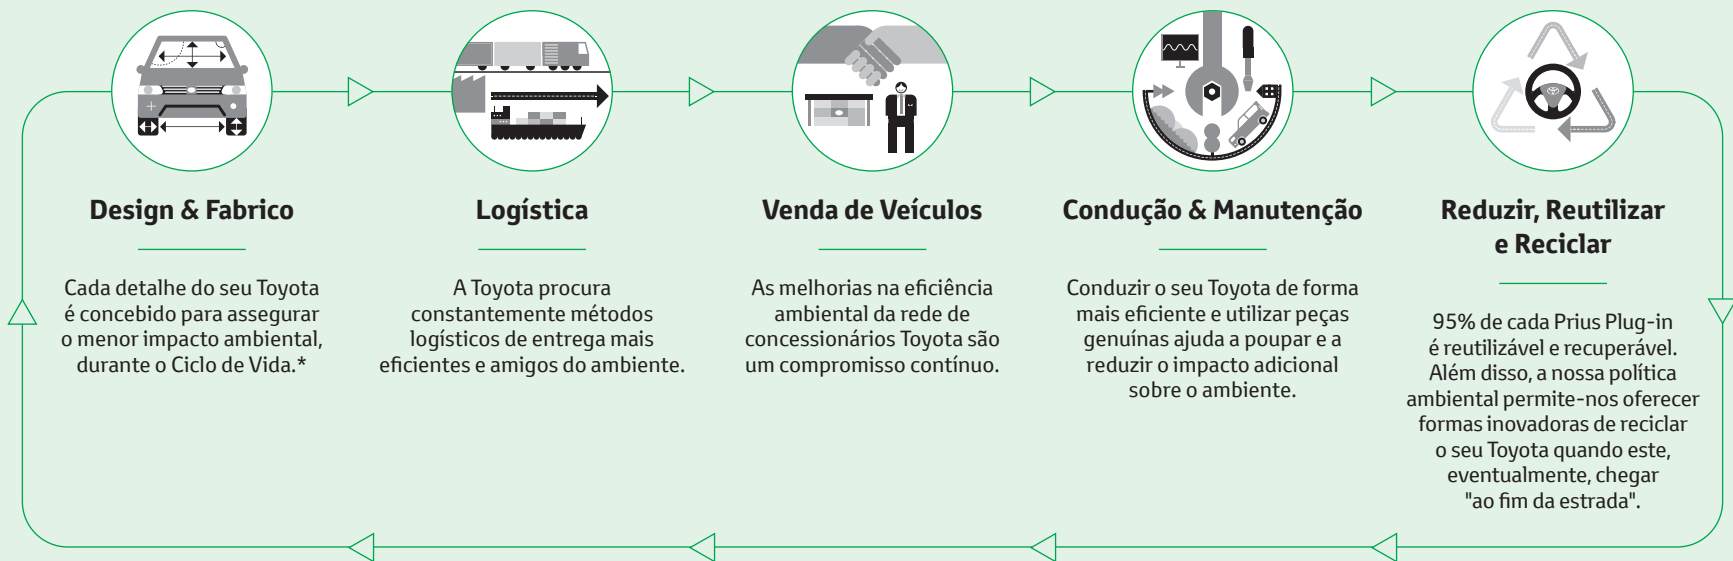 Design & Fabrico
Cada detalhe do seu Toyota
é concebido para assegurar
o menor impacto ambiental,
durante o Ciclo de Vida.*
Logística
A Toyota procura
constantemente métodos
logísticos de entrega mais
eficientes e amigos do ambiente.
Venda de Veículos
As melhorias na eficiência
ambiental da rede de
concessionários Toyota são
um compromisso contínuo.
Condução & Manutenção
Conduzir o seu Toyota de forma
mais eficiente e utilizar peças
genuínas ajuda a poupar e a
reduzir o impacto adicional
sobre o ambiente.
Reduzir, Reutilizar
e Reciclar
95% de cada Prius Plug-in
é reutilizável e recuperável.
Além disso, a nossa política
ambiental permite-nos oferecer
formas inovadoras de reciclar
o seu Toyota quando este,
eventualmente, chegar
"ao fim da estrada".